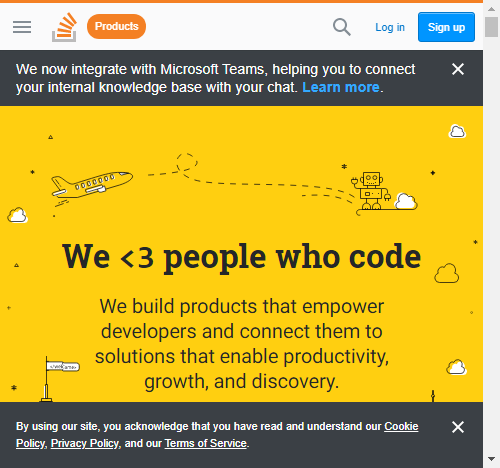 Products
Log in
Sign up
We now integrate with Microsoft Teams, helping you to connect
your internal knowledge base with your chat. Learn more.
We <3 people who code
We build products that empower
developers and connect them to
solutions that enable productivity,
growth, and discovery.
By using our site, you acknowledge that you have read and understand our Cookie
Policy, Privacy Policy, and our Terms of Service.